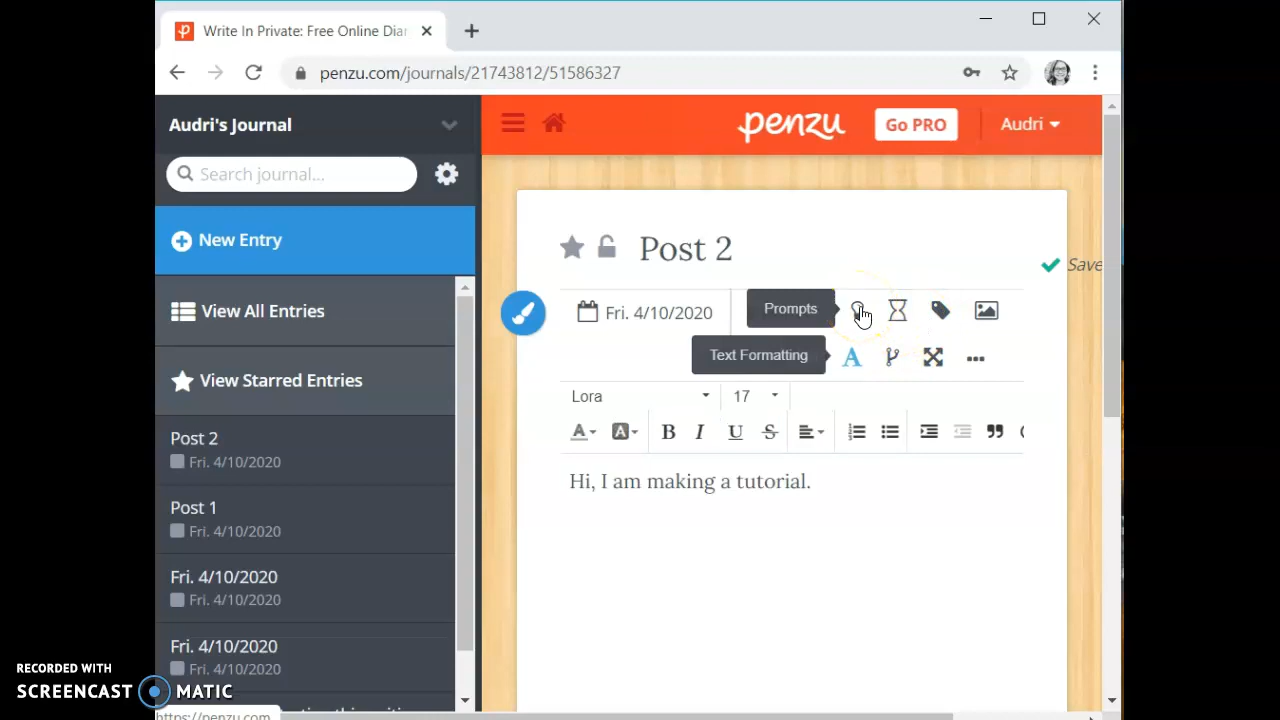 Write In Private: Free Online Diar
penzu.com/journals/21743812/51586327
Audri's Journal
penzu
Go PRO
Audri
Search journal...
New Entry
Post 2
Save
View All Entries
Fri. 4/10/2020
Prompts
Text Formatting
A
View Starred Entries
Lora
17
A
A
B
I
U
S
Post 2
Fri. 4/10/2020
Hi, I am making a tutorial.
Post 1
Fri. 4/10/2020
Fri. 4/10/2020
Fri. 4/10/2020
Fri. 4/10/2020
Fri. 4/10/2020
RECORDED WITH
SCREENCAST MATIC
https://penzu.com